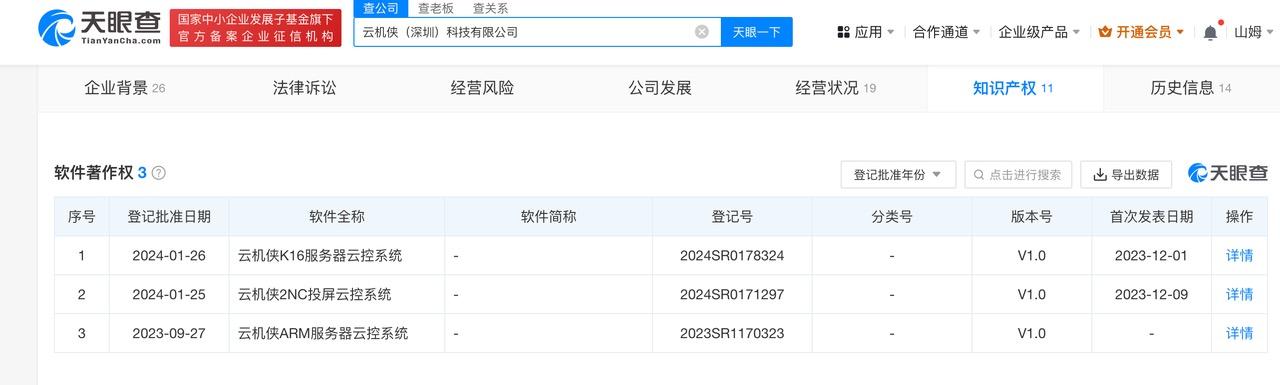 查公司 查老板 查关系
天眼查
TianYanCha.com
国家中小企业发展子基金旗下
官方备案企业征信机构
云机侠（深圳）科技有限公司 天眼一下
应用 合作通道 企业级产品 开通会员 山姆
企业背景 26 法律诉讼 经营风险 公司发展 经营状况 19 知识产权 11 历史信息 14
软件著作权 3 ? 登记批准年份 点击进行搜索 导出数据 天眼查
序号 登记批准日期 软件全称 软件简称 登记号 分类号 版本号 首次发表日期 操作
1 2024-01-26 云机侠K16服务器云控系统 - 2024SR0178324 - V1.0 2023-12-01 详情
2 2024-01-25 云机侠2NC投屏云控系统 - 2024SR0171297 - V1.0 2023-12-09 详情
3 2023-09-27 云机侠ARM服务器云控系统 - 2023SR1170323 - V1.0 - 详情